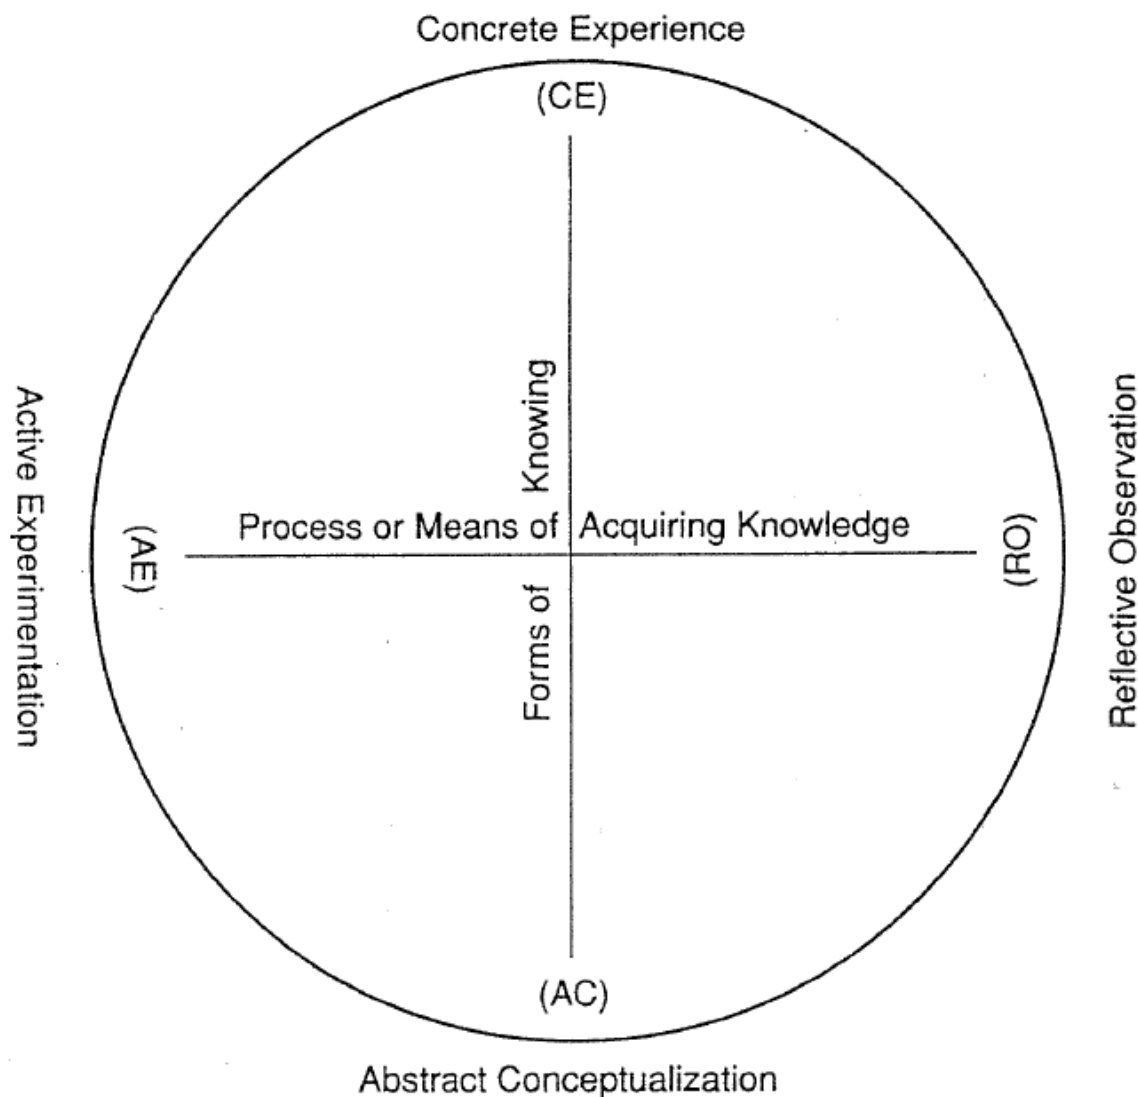 Concrete Experience
(CE)
Active Experimentation
(AE)
Process or Means of Acquiring Knowledge
Forms of Knowing
(RO)
Reflective Observation
(AC)
Abstract Conceptualization